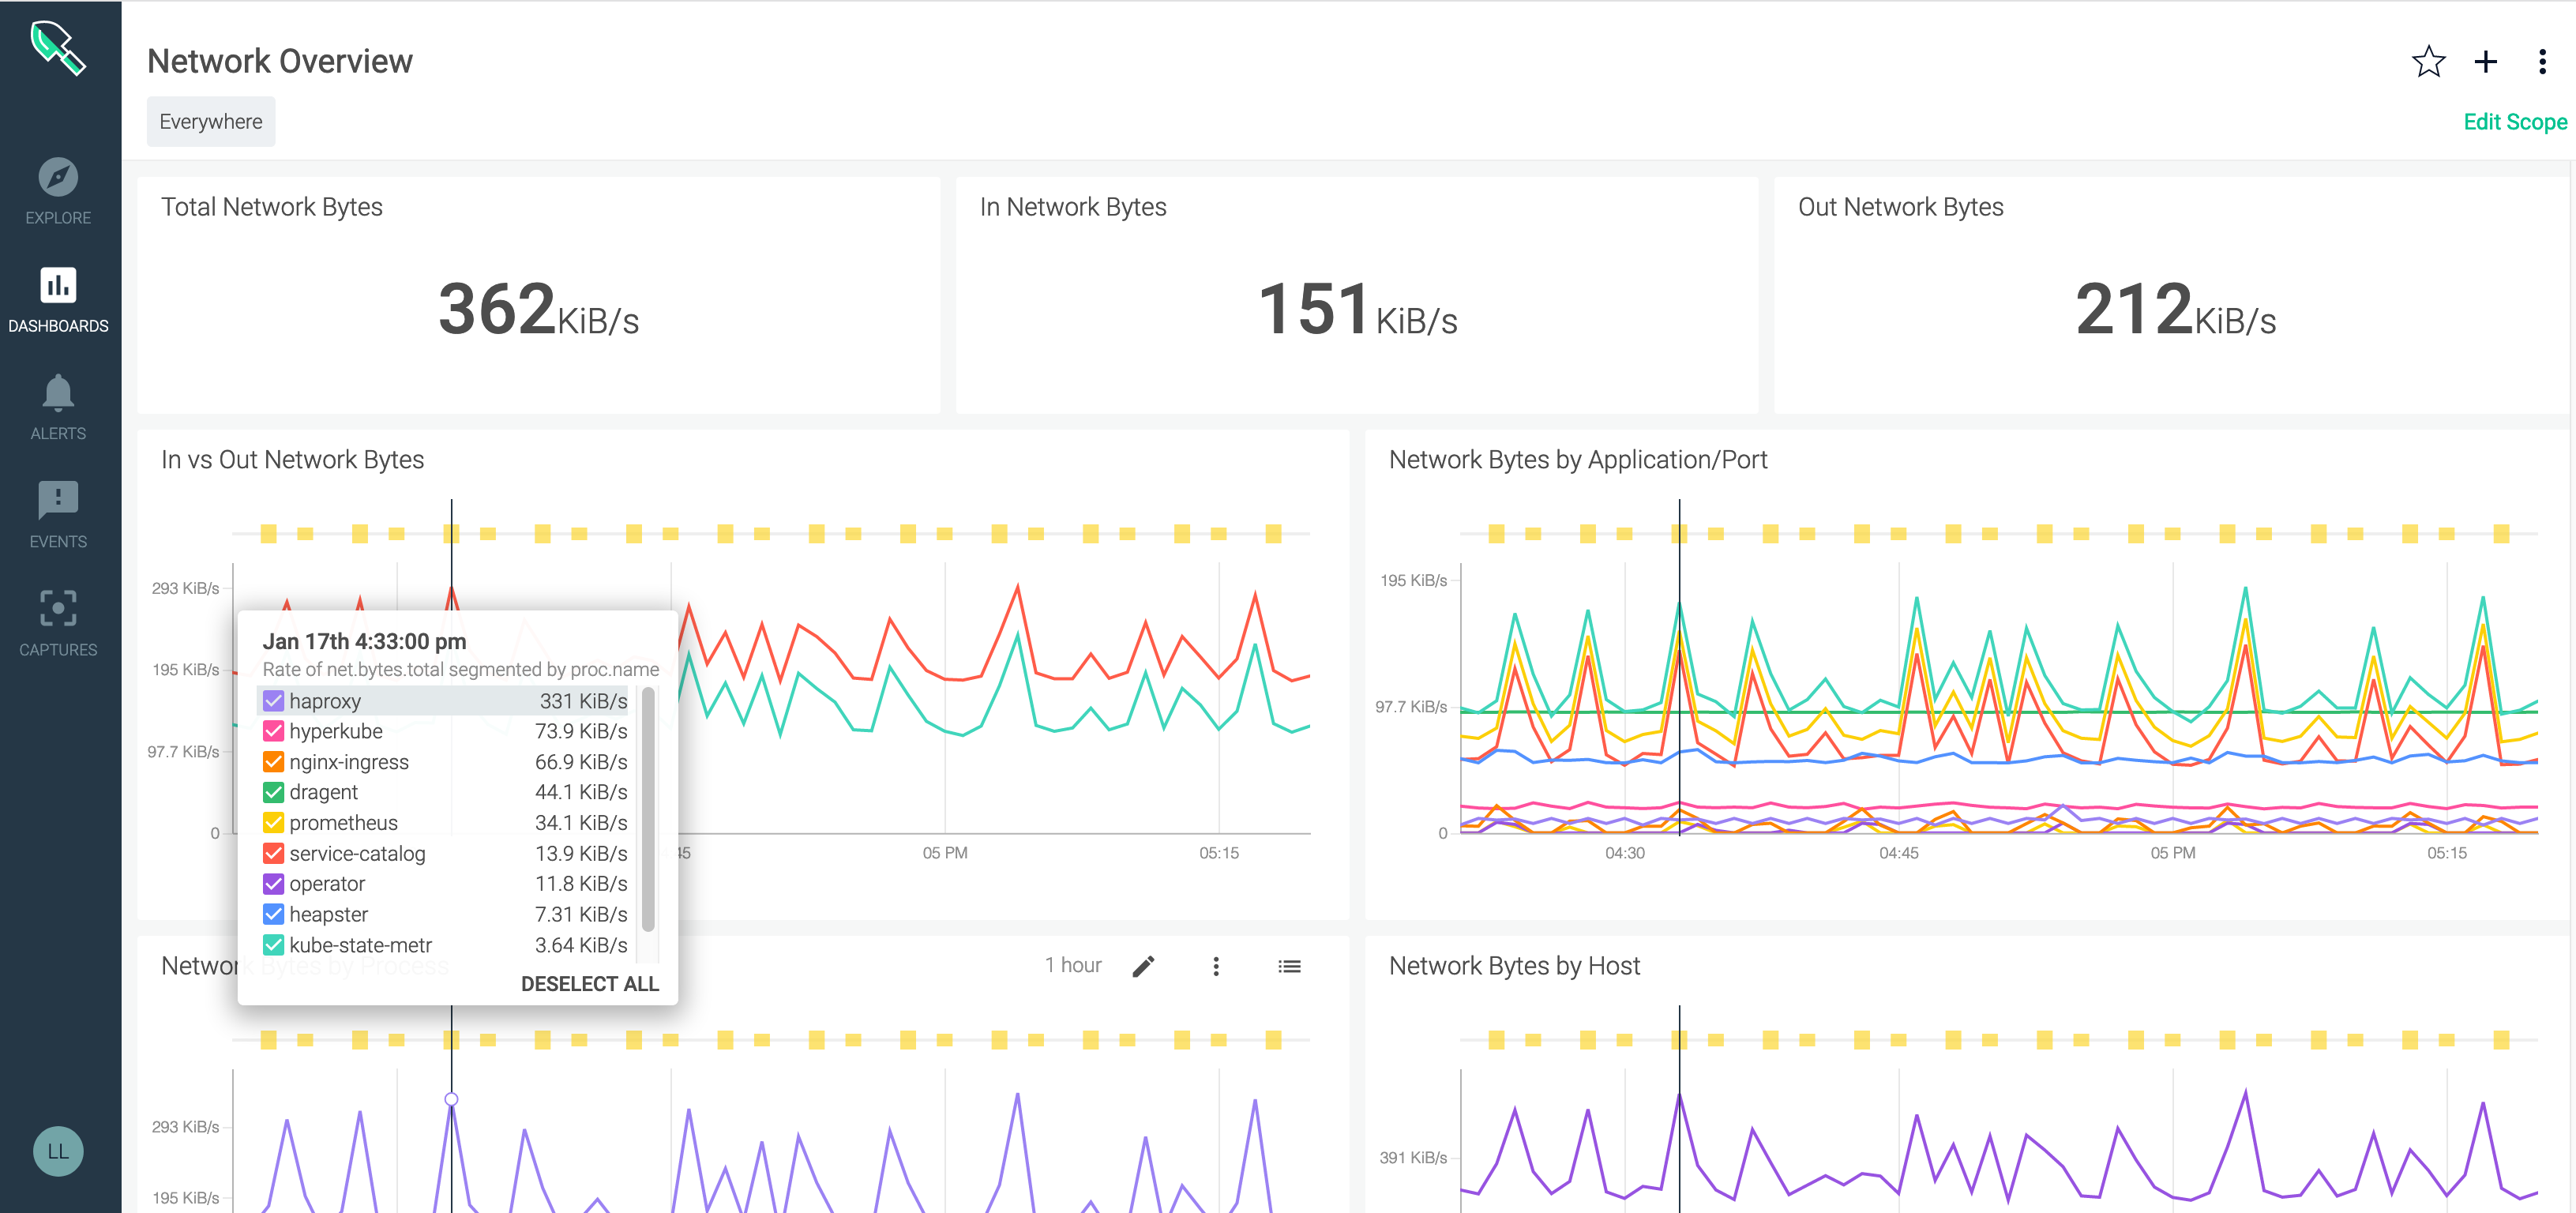 Network Overview
Everywhere
Edit Scope
EXPLORE
DASHBOARDS
ALERTS
EVENTS
CAPTURES
LL
Total Network Bytes
362KiB/s
In Network Bytes
151KiB/s
Out Network Bytes
212KiB/s
In vs Out Network Bytes
293 KiB/s
195 KiB/s
97.7 KiB/s
0
45
05 PM
05:15
Jan 17th 4:33:00 pm
Rate of net.bytes.total segmented by proc.name
haproxy 331 KiB/s
hyperkube 73.9 KiB/s
nginx-ingress 66.9 KiB/s
dragent 44.1 KiB/s
prometheus 34.1 KiB/s
service-catalog 13.9 KiB/s
operator 11.8 KiB/s
heapster 7.31 KiB/s
kube-state-metr 3.64 KiB/s
DESELECT ALL
Network Bytes by Application/Port
195 KiB/s
97.7 KiB/s
0
04:30
04:45
05 PM
05:15
Network Bytes by Process
1 hour
293 KiB/s
195 KiB/s
Network Bytes by Host
391 KiB/s